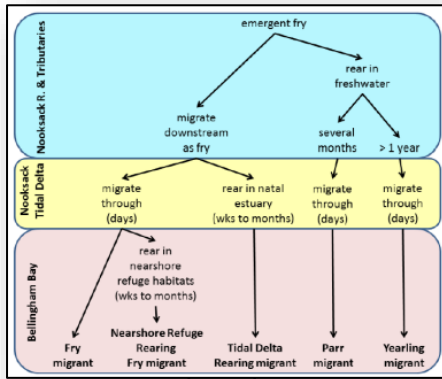 emergent fry
rear in
freshwater
migrate
downstream
as fry
several
months
> 1 year
Nooksack R. & Tributaries
migrate
through
(days)
rear in natal
estuary
(wks to months)
migrate
through
(days)
migrate
through
(days)
Nooksack
Tidal Delta
rear in
nearshore
refuge habitats
(wks to months)
Fry
migrant
Nearshore Refuge
Rearing
Fry migrant
Tidal Delta
Rearing migrant
Parr
migrant
Yearling
migrant
Bellingham Bay